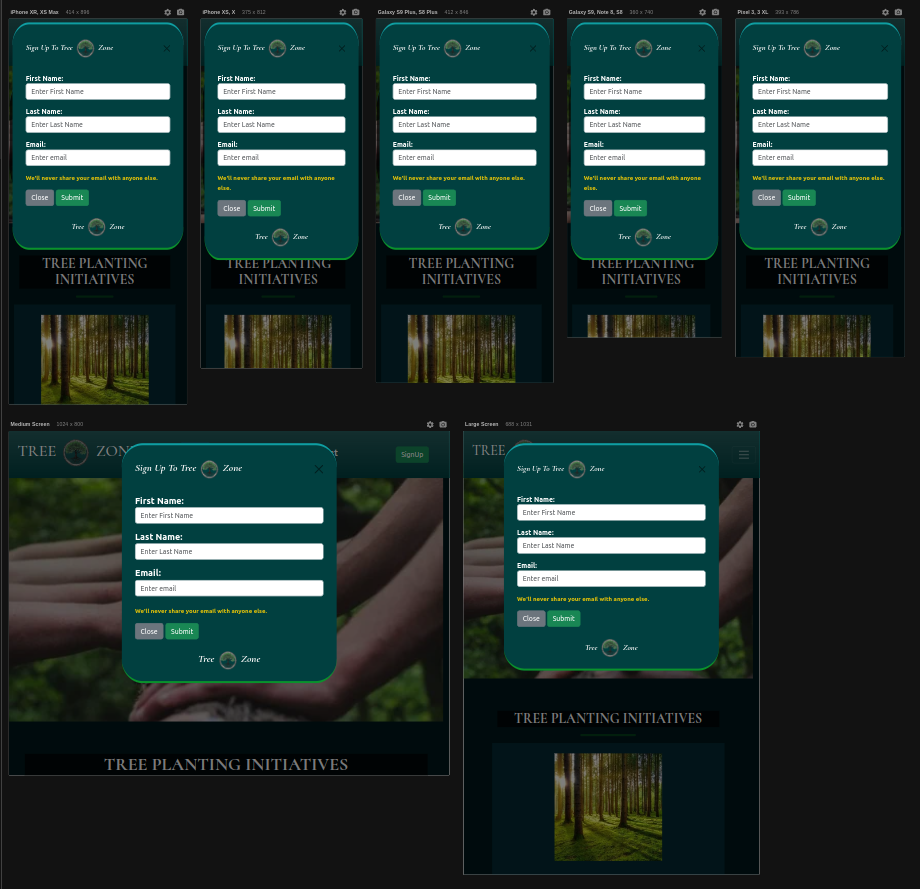 iPhone XR, XS Max 414 x 896
Sign Up To Tree Zone
First Name:
Enter First Name
Last Name:
Enter Last Name
Email:
Enter email
We'll never share your email with anyone else.
Close Submit
Tree Zone
TREE PLANTING
INITIATIVES
iPhone XS, X 375 x 812
Sign Up To Tree Zone
First Name:
Enter First Name
Last Name:
Enter Last Name
Email:
Enter email
We'll never share your email with anyone
else.
Close Submit
Tree Zone
TREE PLANTING
INITIATIVES
Galaxy S9 Plus, S8 Plus 412 x 846
Sign Up To Tree Zone
First Name:
Enter First Name
Last Name:
Enter Last Name
Email:
Enter email
We'll never share your email with anyone else.
Close Submit
Tree Zone
TREE PLANTING
INITIATIVES
Galaxy S9, Note 8, S8 360 x 740
Sign Up To Tree Zone
First Name:
Enter First Name
Last Name:
Enter Last Name
Email:
Enter email
We'll never share your email with anyone
else.
Close Submit
Tree Zone
TREE PLANTING
INITIATIVES
Pixel 3, 3 XL 393 x 786
Sign Up To Tree Zone
First Name:
Enter First Name
Last Name:
Enter Last Name
Email:
Enter email
We'll never share your email with anyone else.
Close Submit
Tree Zone
TREE PLANTING
INITIATIVES
Medium Screen 1024 x 800
TREE ZON SignUp
Sign Up To Tree Zone
First Name:
Enter First Name
Last Name:
Enter Last Name
Email:
Enter email
We'll never share your email with anyone else.
Close Submit
Tree Zone
TREE PLANTING INITIATIVES
Large Screen
TREE
Sign Up To Tree Zone
First Name:
Enter First Name
Last Name:
Enter Last Name
Email:
Enter email
We'll never share your email with anyone else.
Close Submit
Tree Zone
TREE PLANTING INITIATIVES